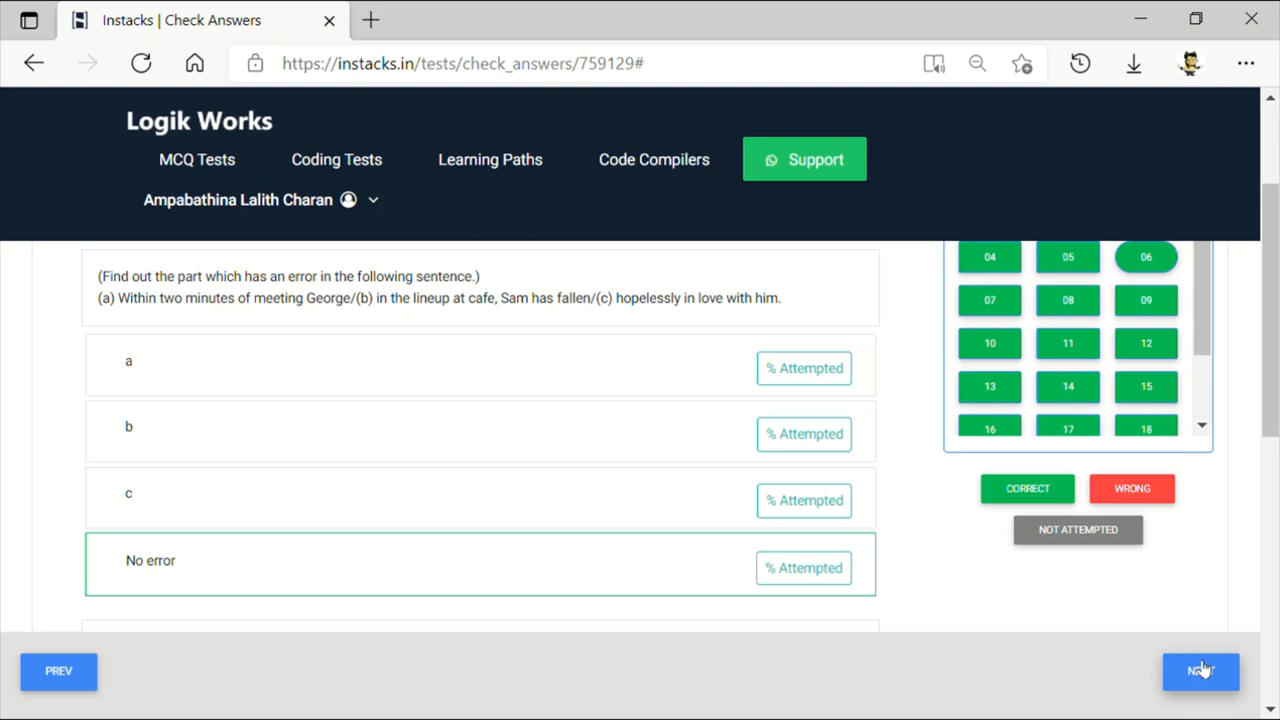 Instacks | Check Answers
https://instacks.in/tests/check_answers/759129#
Logik Works
MCQ Tests
Coding Tests
Learning Paths
Code Compilers
Support
Ampabathina Lalith Charan
(Find out the part which has an error in the following sentence.)
(a) Within two minutes of meeting George/(b) in the lineup at cafe, Sam has fallen/(c) hopelessly in love with him.
a
% Attempted
b
% Attempted
c
% Attempted
No error
% Attempted
04 05 06
07 08 09
10 11 12
13 14 15
16 17 18
CORRECT
WRONG
NOT ATTEMPTED
PREV